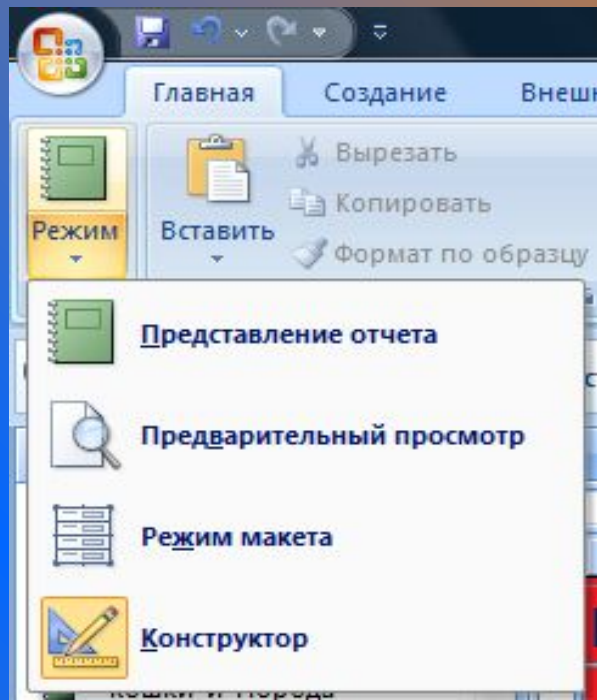 Главная Создание Внешн
Вырезать
Копировать
Режим Вставить
Формат по образцу
Представление отчета
Предварительный просмотр
Режим макета
Конструктор